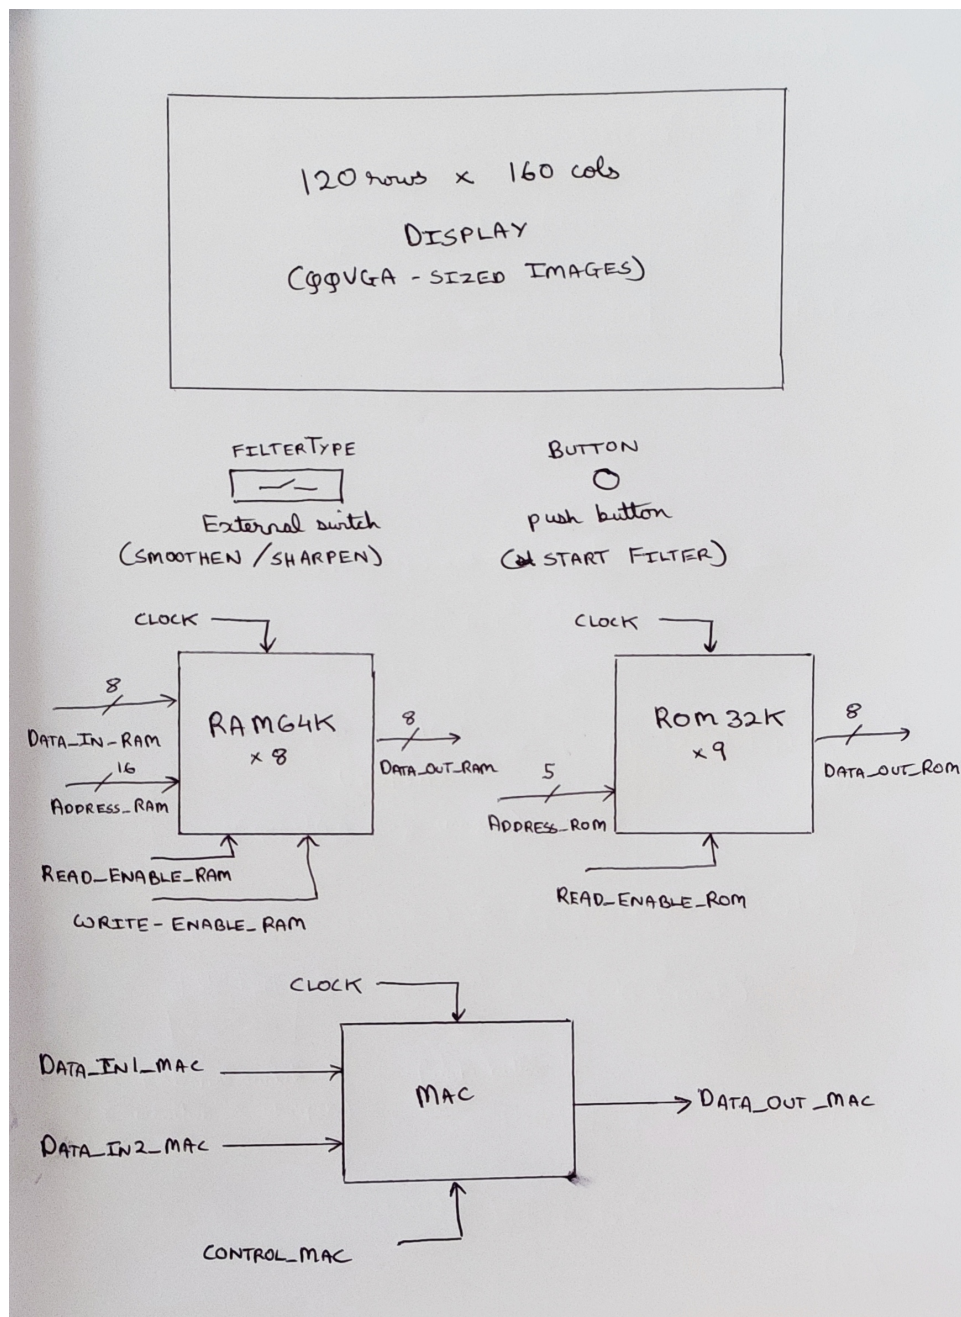 120 rows x 160 cols
DISPLAY
(QQVGA - SIZED IMAGES)
FILTERTYPE
External switch
(SMOOTHEN / SHARPEN)
BUTTON
push button
( START FILTER)
CLOCK
8
DATA_IN_RAM
16
ADDRESS_RAM
RAM64K
x 8
8
DATA_OUT_RAM
READ_ENABLE_RAM
WRITE-ENABLE_RAM
CLOCK
5
ADDRESS_ROM
ROM 32K
x 9
8
DATA_OUT_ROM
READ_ENABLE_ROM
CLOCK
DATA_IN1_MAC
DATA_IN2_MAC
MAC
DATA_OUT_MAC
CONTROL_MAC